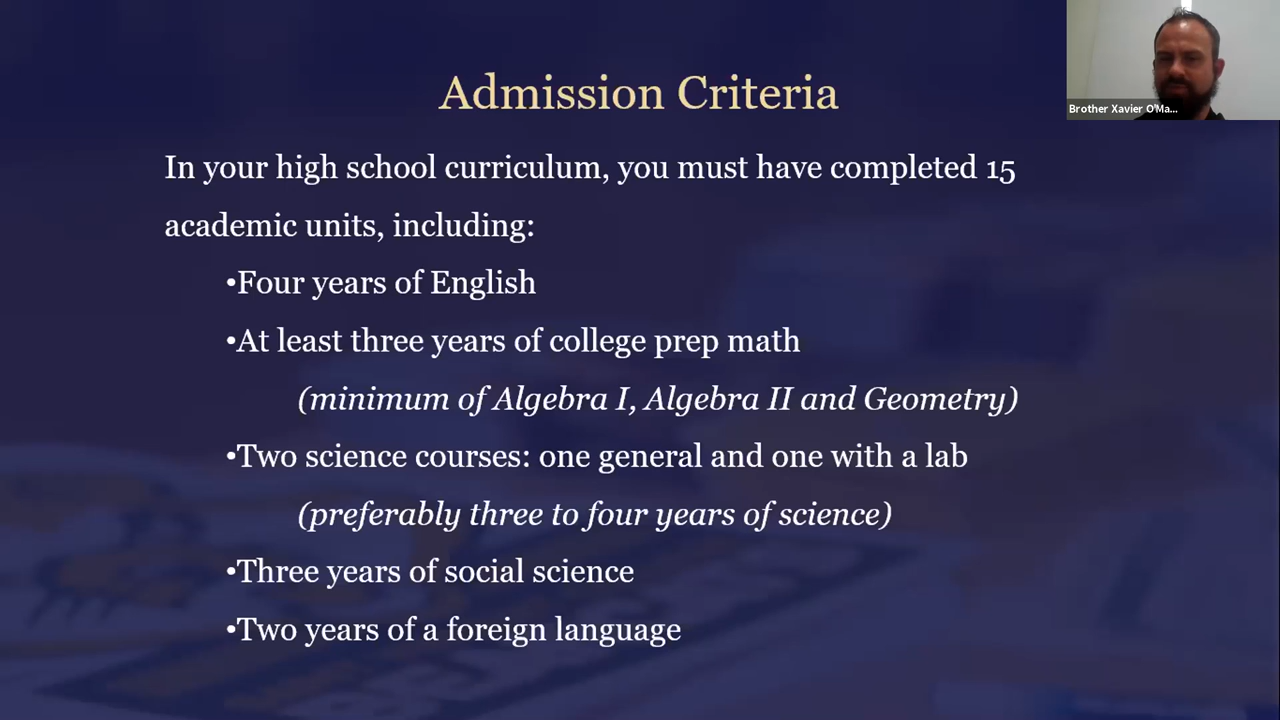 Admission Criteria
Brother Xavier O'Ma...
In your high school curriculum, you must have completed 15
academic units, including:
•Four years of English
•At least three years of college prep math
(minimum of Algebra I, Algebra II and Geometry)
•Two science courses: one general and one with a lab
(preferably three to four years of science)
•Three years of social science
•Two years of a foreign language